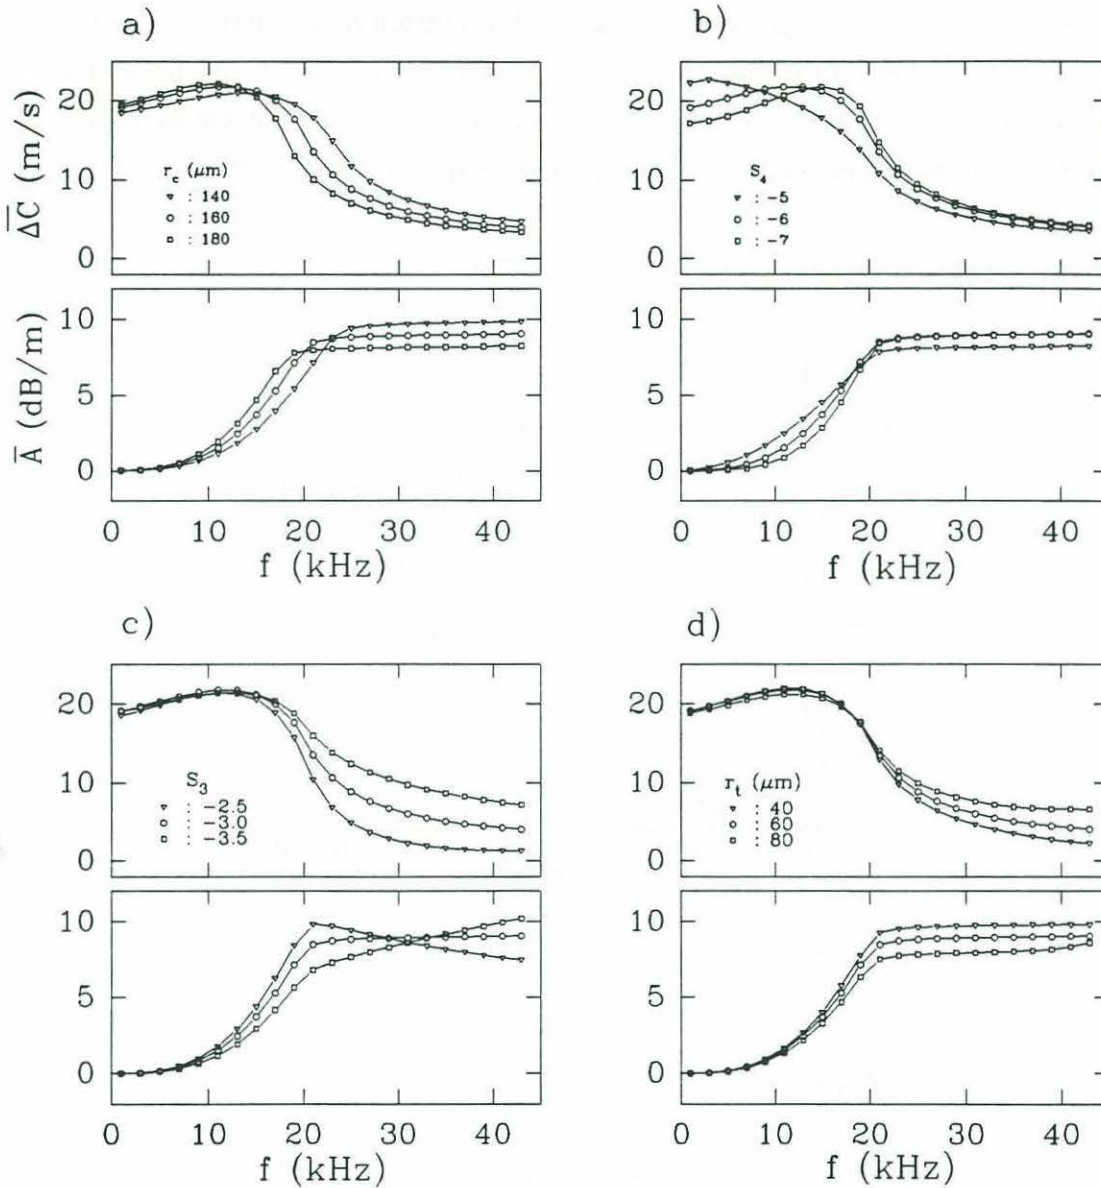 a)
ΔC (m/s)
20
10
0
r_c (μm)
▿ : 140
○ : 160
□ : 180
A (dB/m)
10
5
0
0 10 20 30 40
f (kHz)
b)
20
10
0
S_4
▿ : -5
○ : -6
□ : -7
10
5
0
0 10 20 30 40
f (kHz)
c)
20
10
0
S_3
▿ : -2.5
○ : -3.0
□ : -3.5
10
5
0
0 10 20 30 40
f (kHz)
d)
20
10
0
r_t (μm)
▿ : 40
○ : 60
□ : 80
10
5
0
0 10 20 30 40
f (kHz)